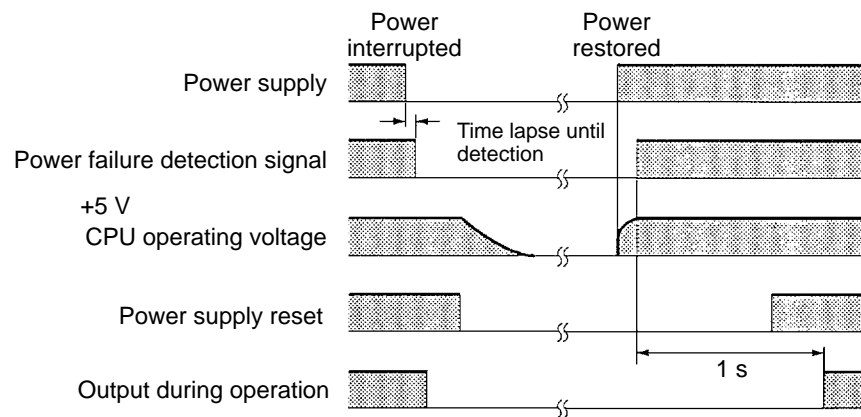 Power
interrupted
Power
restored
Power supply
Time lapse until
detection
Power failure detection signal
+5 V
CPU operating voltage
Power supply reset
1 s
Output during operation